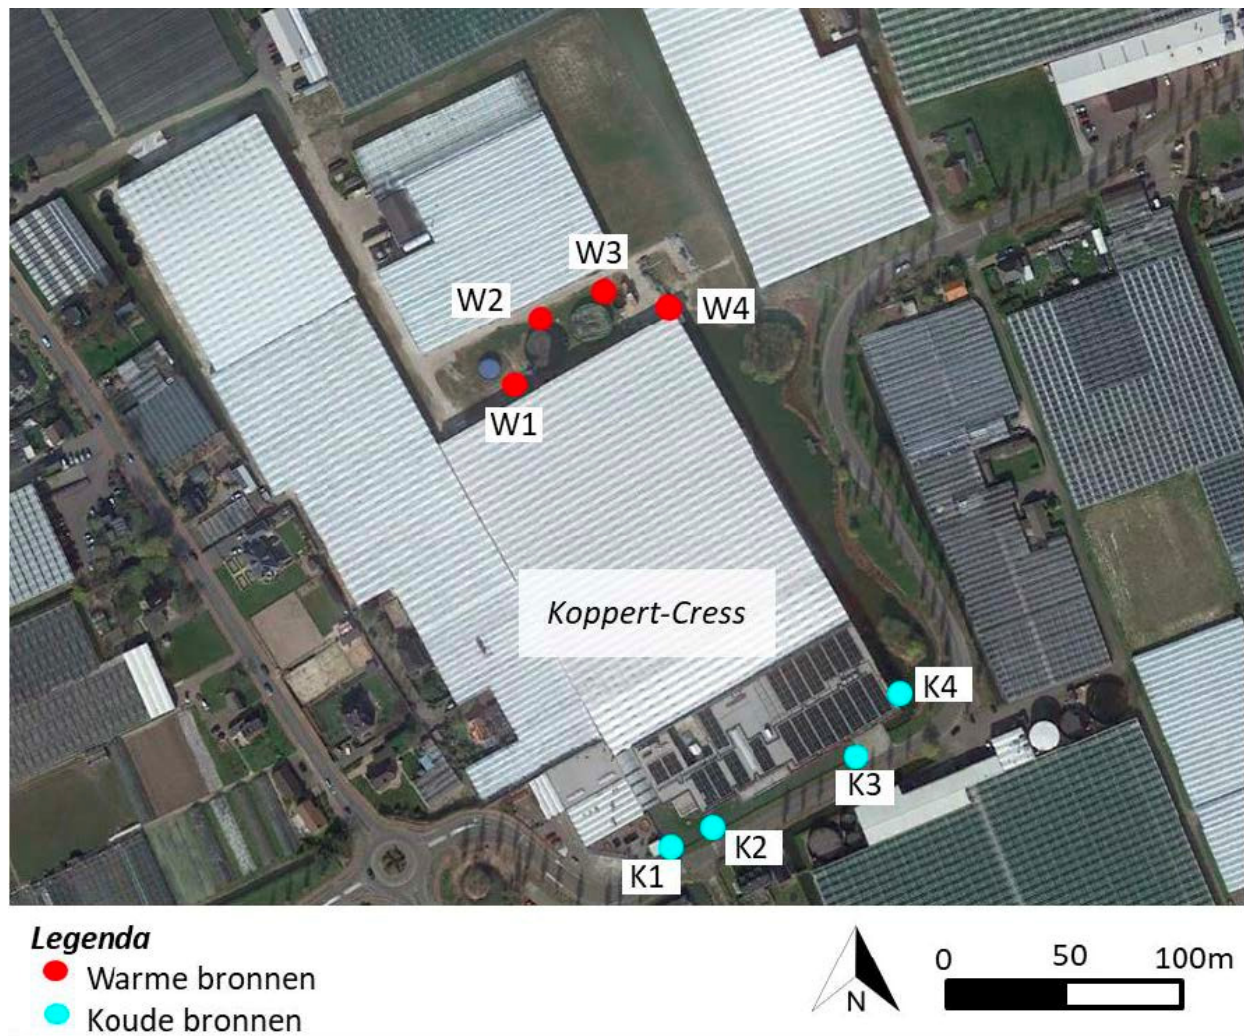 W3
W2
W4
W1
Koppert-Cress
K4
K3
K2
K1
Legenda
Warme bronnen
Koude bronnen
N
0 50 100m